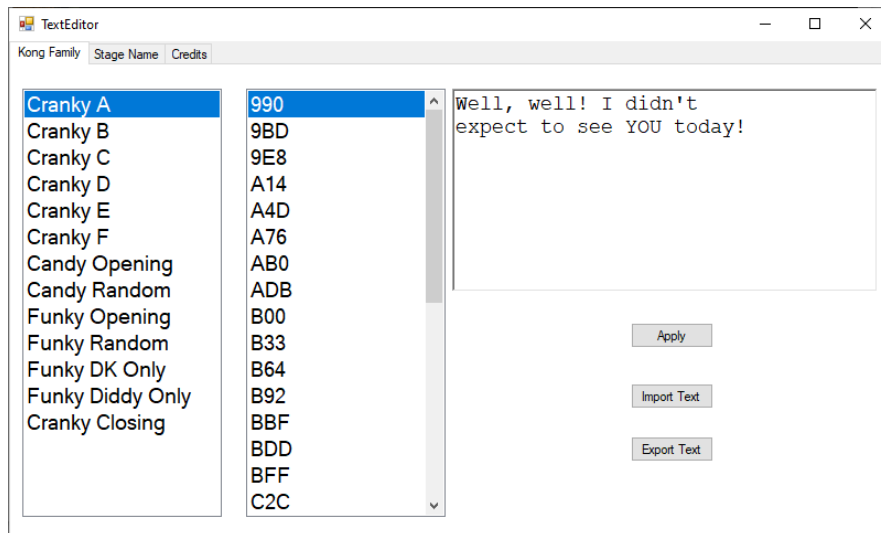 TextEditor
Kong Family
Stage Name
Credits
Cranky A
Cranky B
Cranky C
Cranky D
Cranky E
Cranky F
Candy Opening
Candy Random
Funky Opening
Funky Random
Funky DK Only
Funky Diddy Only
Cranky Closing
990
9BD
9E8
A14
A4D
A76
AB0
ADB
B00
B33
B64
B92
BBF
BDD
BFF
C2C
Well, well! I didn't
expect to see YOU today!
Apply
Import Text
Export Text